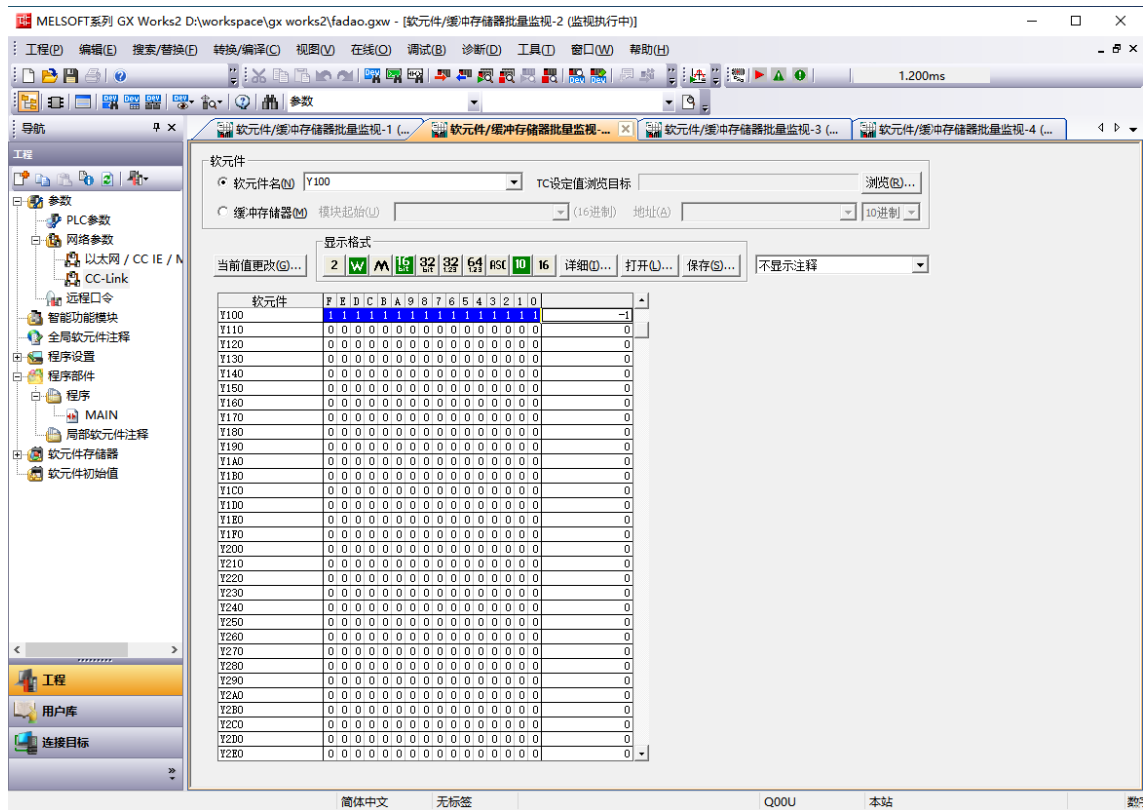 MELSOFT系列 GX Works2 D:\workspace\gx works2\fadao.gxw - [软元件/缓冲存储器批量监视-2 (监视执行中)]
工程(P) 编辑(E) 搜索/替换(F) 转换/编译(C) 视图(V) 在线(O) 调试(B) 诊断(D) 工具(T) 窗口(W) 帮助(H)
1.200ms
参数
导航
软元件/缓冲存储器批量监视-1 (... 软元件/缓冲存储器批量监视-... 软元件/缓冲存储器批量监视-3 (... 软元件/缓冲存储器批量监视-4 (...
工程
参数
PLC参数
网络参数
以太网 / CC IE / N
CC-Link
远程口令
智能功能模块
全局软元件注释
程序设置
程序部件
程序
MAIN
局部软元件注释
软元件存储器
软元件初始值
工程
用户库
连接目标
软元件
软元件名(N) Y100 TC设定值浏览目标 浏览(R)...
缓冲存储器(M) 模块起始(U) (16进制) 地址(A) 10进制
显示格式
当前值更改(G)... 2 W M 16bit 32bit 32 1.23 64 1.23 ASC 10 16 详细(I)... 打开(L)... 保存(S)... 不显示注释
软元件 F E D C B A 9 8 7 6 5 4 3 2 1 0
Y100 1 1 1 1 1 1 1 1 1 1 1 1 1 1 1 1 -1
Y110 0 0 0 0 0 0 0 0 0 0 0 0 0 0 0 0 0
Y120 0 0 0 0 0 0 0 0 0 0 0 0 0 0 0 0 0
Y130 0 0 0 0 0 0 0 0 0 0 0 0 0 0 0 0 0
Y140 0 0 0 0 0 0 0 0 0 0 0 0 0 0 0 0 0
Y150 0 0 0 0 0 0 0 0 0 0 0 0 0 0 0 0 0
Y160 0 0 0 0 0 0 0 0 0 0 0 0 0 0 0 0 0
Y170 0 0 0 0 0 0 0 0 0 0 0 0 0 0 0 0 0
Y180 0 0 0 0 0 0 0 0 0 0 0 0 0 0 0 0 0
Y190 0 0 0 0 0 0 0 0 0 0 0 0 0 0 0 0 0
Y1A0 0 0 0 0 0 0 0 0 0 0 0 0 0 0 0 0 0
Y1B0 0 0 0 0 0 0 0 0 0 0 0 0 0 0 0 0 0
Y1C0 0 0 0 0 0 0 0 0 0 0 0 0 0 0 0 0 0
Y1D0 0 0 0 0 0 0 0 0 0 0 0 0 0 0 0 0 0
Y1E0 0 0 0 0 0 0 0 0 0 0 0 0 0 0 0 0 0
Y1F0 0 0 0 0 0 0 0 0 0 0 0 0 0 0 0 0 0
Y200 0 0 0 0 0 0 0 0 0 0 0 0 0 0 0 0 0
Y210 0 0 0 0 0 0 0 0 0 0 0 0 0 0 0 0 0
Y220 0 0 0 0 0 0 0 0 0 0 0 0 0 0 0 0 0
Y230 0 0 0 0 0 0 0 0 0 0 0 0 0 0 0 0 0
Y240 0 0 0 0 0 0 0 0 0 0 0 0 0 0 0 0 0
Y250 0 0 0 0 0 0 0 0 0 0 0 0 0 0 0 0 0
Y260 0 0 0 0 0 0 0 0 0 0 0 0 0 0 0 0 0
Y270 0 0 0 0 0 0 0 0 0 0 0 0 0 0 0 0 0
Y280 0 0 0 0 0 0 0 0 0 0 0 0 0 0 0 0 0
Y290 0 0 0 0 0 0 0 0 0 0 0 0 0 0 0 0 0
Y2A0 0 0 0 0 0 0 0 0 0 0 0 0 0 0 0 0 0
Y2B0 0 0 0 0 0 0 0 0 0 0 0 0 0 0 0 0 0
Y2C0 0 0 0 0 0 0 0 0 0 0 0 0 0 0 0 0 0
Y2D0 0 0 0 0 0 0 0 0 0 0 0 0 0 0 0 0 0
Y2E0 0 0 0 0 0 0 0 0 0 0 0 0 0 0 0 0 0
简体中文 无标签 Q00U 本站